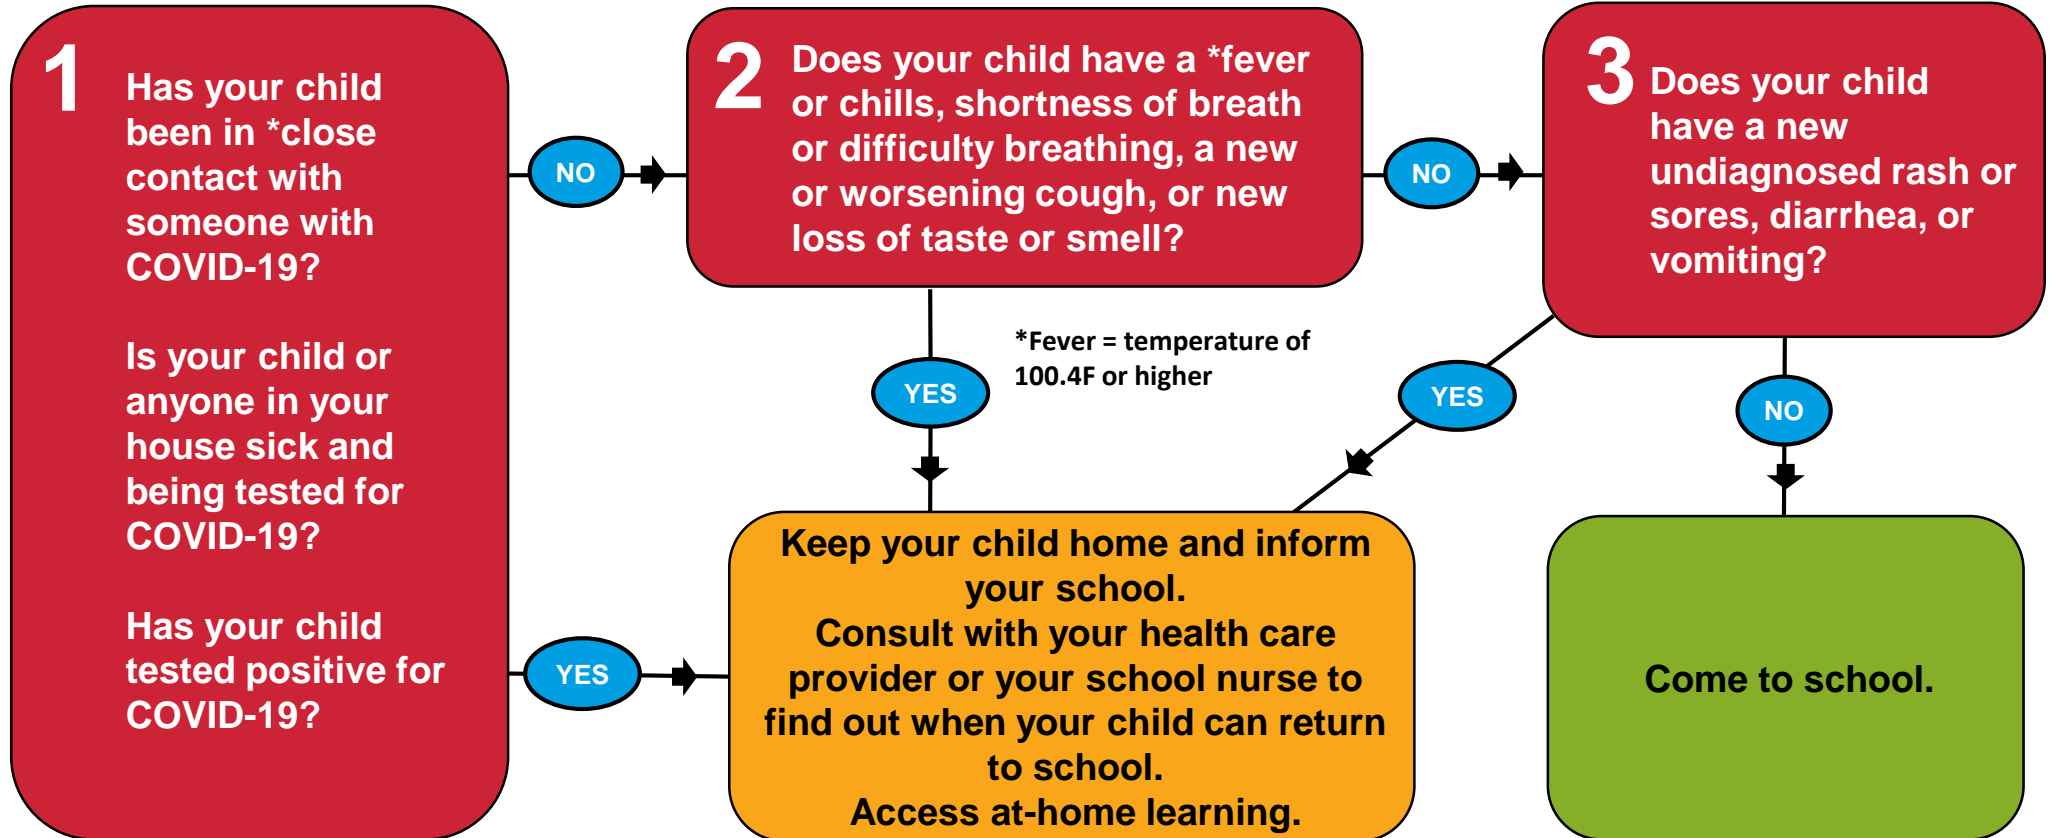 1
Has your child
been in *close
contact with
someone with
COVID-19?
Is your child or
anyone in your
house sick and
being tested for
COVID-19?
Has your child
tested positive for
COVID-19?
NO
YES
2
Does your child have a *fever
or chills, shortness of breath
or difficulty breathing, a new
or worsening cough, or new
loss of taste or smell?
NO
YES
*Fever = temperature of
100.4F or higher
3
Does your child
have a new
undiagnosed rash or
sores, diarrhea, or
vomiting?
YES
NO
Keep your child home and inform
your school.
Consult with your health care
provider or your school nurse to
find out when your child can return
to school.
Access at-home learning.
Come to school.